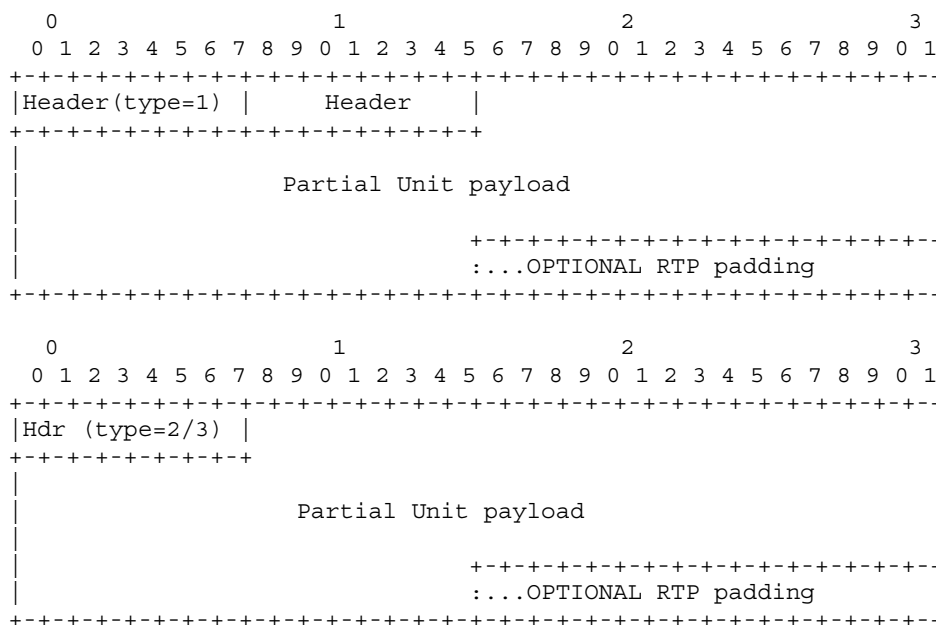 0                   1                   2                   3
0 1 2 3 4 5 6 7 8 9 0 1 2 3 4 5 6 7 8 9 0 1 2 3 4 5 6 7 8 9 0 1
+-+-+-+-+-+-+-+-+-+-+-+-+-+-+-+-+-+-+-+-+-+-+-+-+-+-+-+-+-+-+-+-
|Header(type=1) |     Header    |
+-+-+-+-+-+-+-+-+-+-+-+-+-+-+-+-+
|
|                  Partial Unit payload
|
|                               +-+-+-+-+-+-+-+-+-+-+-+-+-+-+-+-
|                               :...OPTIONAL RTP padding
+-+-+-+-+-+-+-+-+-+-+-+-+-+-+-+-+-+-+-+-+-+-+-+-+-+-+-+-+-+-+-+-
0                   1                   2                   3
0 1 2 3 4 5 6 7 8 9 0 1 2 3 4 5 6 7 8 9 0 1 2 3 4 5 6 7 8 9 0 1
+-+-+-+-+-+-+-+-+-+-+-+-+-+-+-+-+-+-+-+-+-+-+-+-+-+-+-+-+-+-+-+-
|Hdr (type=2/3) |
+-+-+-+-+-+-+-+-+
|
|                   Partial Unit payload
|
|                               +-+-+-+-+-+-+-+-+-+-+-+-+-+-+-+-
|                               :...OPTIONAL RTP padding
+-+-+-+-+-+-+-+-+-+-+-+-+-+-+-+-+-+-+-+-+-+-+-+-+-+-+-+-+-+-+-+-